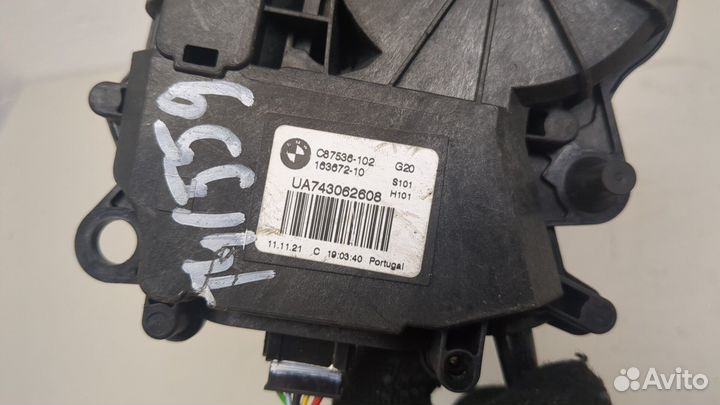 C87536-102 G20
163672-10 S101
H101
UA743062608
11.11.21 C 19:03:40 Portugal
Avito